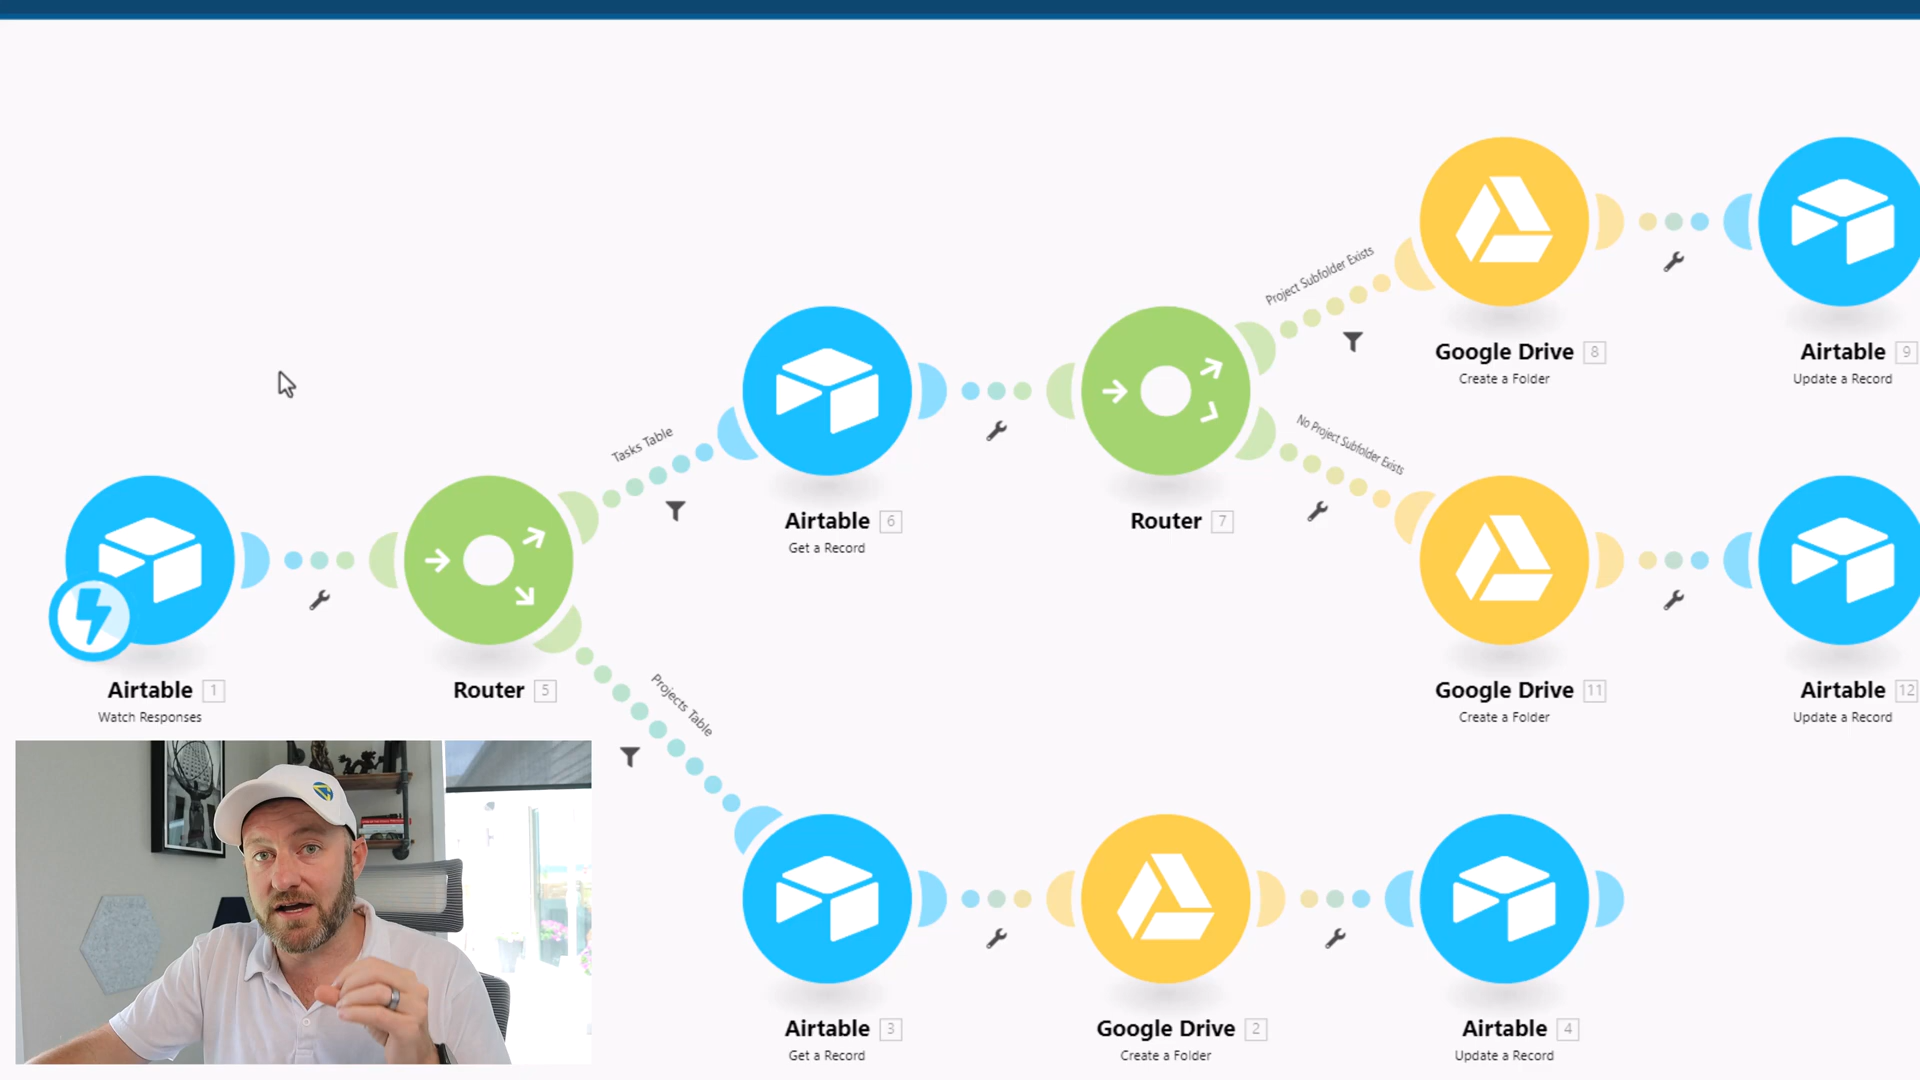 Project Subfolder Exists
Google Drive 8
Create a Folder
Airtable 9
Update a Record
Tasks Table
Airtable 6
Get a Record
Router 7
No Project Subfolder Exists
Airtable 1
Watch Responses
Router 5
Google Drive 11
Create a Folder
Airtable 12
Update a Record
Projects Table
Airtable 3
Get a Record
Google Drive 2
Create a Folder
Airtable 4
Update a Record